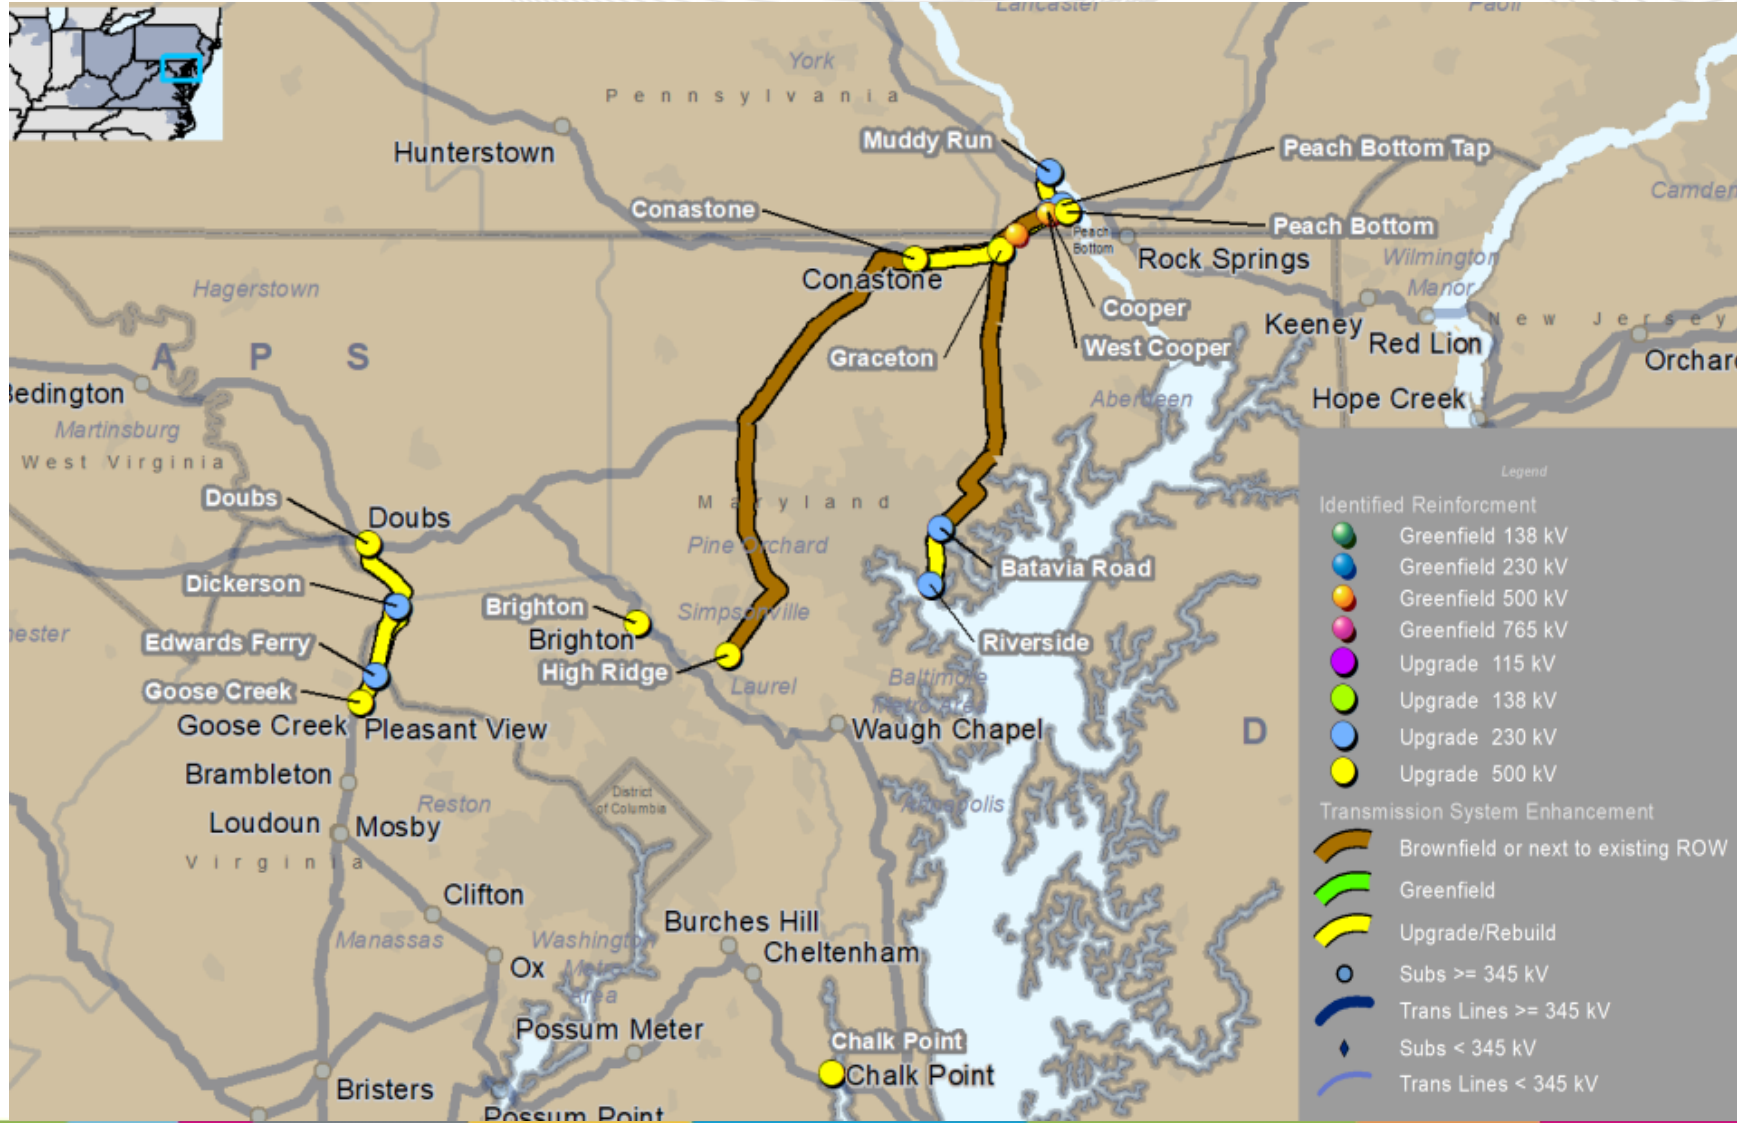 Lancaster
Paoli
York
Pennsylvania
Muddy Run
Peach Bottom Tap
Hunterstown
Camden
Conastone
Peach Bottom
Peach
Bottom
Rock Springs
Wilmington
Manor
Conastone
Hagerstown
Cooper
New Jersey
Keeney
Red Lion
West Cooper
Graceton
A P S
Orchard
Bedington
Aberdeen
Hope Creek
Martinsburg
West Virginia
Doubs
Doubs
Maryland
Pine Orchard
Batavia Road
Dickerson
Brighton
Simpsonville
hester
Edwards Ferry
Brighton
Riverside
High Ridge
Laurel
Baltimore
Metro Area
Goose Creek
Goose Creek
Pleasant View
Waugh Chapel
D
Brambleton
Reston
District
of Columbia
Annapolis
Loudoun
Mosby
Virginia
Clifton
Burches Hill
Manassas
Washington
Metro
Area
Ox
Cheltenham
Possum Meter
Chalk Point
Chalk Point
Bristers
Possum Point
Legend
Identified Reinforcment
Greenfield 138 kV
Greenfield 230 kV
Greenfield 500 kV
Greenfield 765 kV
Upgrade 115 kV
Upgrade 138 kV
Upgrade 230 kV
Upgrade 500 kV
Transmission System Enhancement
Brownfield or next to existing ROW
Greenfield
Upgrade/Rebuild
Subs >= 345 kV
Trans Lines >= 345 kV
Subs < 345 kV
Trans Lines < 345 kV